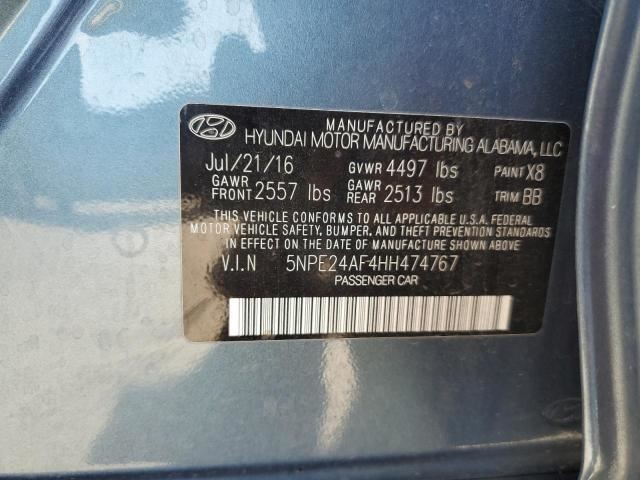 MANUFACTURED BY
HYUNDAI MOTOR MANUFACTURING ALABAMA, LLC
Jul/21/16 GVWR 4497 lbs PAINT X8
GAWR FRONT 2557 lbs GAWR REAR 2513 lbs TRIM BB
THIS VEHICLE CONFORMS TO ALL APPLICABLE U.S.A. FEDERAL
MOTOR VEHICLE SAFETY, BUMPER, AND THEFT PREVENTION STANDARDS
IN EFFECT ON THE DATE OF MANUFACTURE SHOWN ABOVE.
V.I.N 5NPE24AF4HH474767
PASSENGER CAR